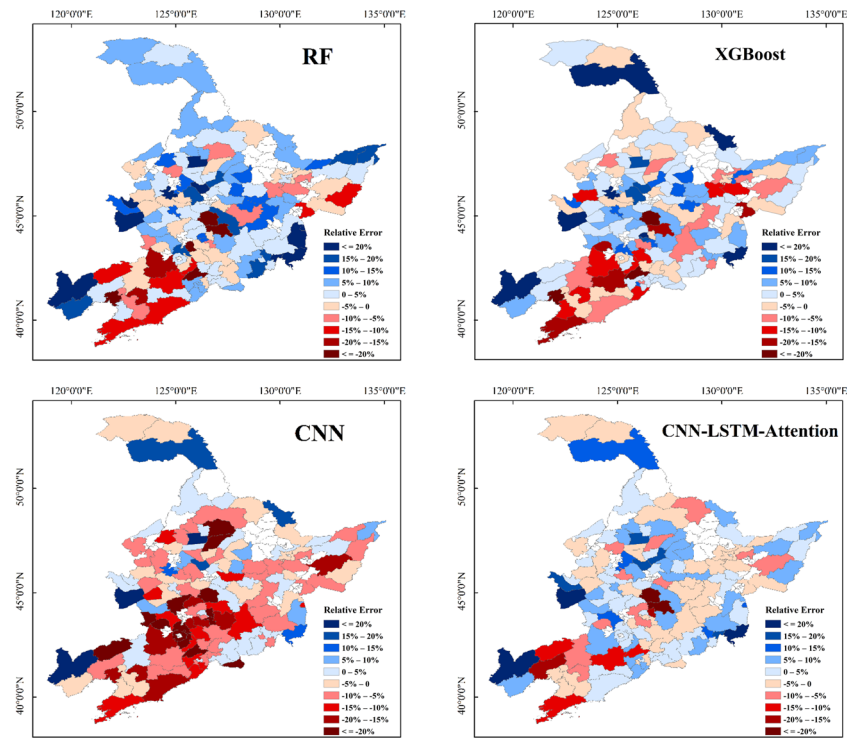 120°0'0"E 125°0'0"E 130°0'0"E 135°0'0"E
50°0'0"N
45°0'0"N
40°0'0"N
RF
Relative Error
< = 20%
15% – 20%
10% – 15%
5% – 10%
0 – 5%
-5% – 0
-10% – -5%
-15% – -10%
-20% – -15%
< = -20%
120°0'0"E 125°0'0"E 130°0'0"E 135°0'0"E
50°0'0"N
45°0'0"N
40°0'0"N
XGBoost
Relative Error
< = 20%
15% – 20%
10% – 15%
5% – 10%
0 – 5%
-5% – 0
-10% – -5%
-15% – -10%
-20% – -15%
< = -20%
120°0'0"E 125°0'0"E 130°0'0"E 135°0'0"E
50°0'0"N
45°0'0"N
40°0'0"N
CNN
Relative Error
< = 20%
15% – 20%
10% – 15%
5% – 10%
0 – 5%
-5% – 0
-10% – -5%
-15% – -10%
-20% – -15%
< = -20%
120°0'0"E 125°0'0"E 130°0'0"E 135°0'0"E
50°0'0"N
45°0'0"N
40°0'0"N
CNN-LSTM-Attention
Relative Error
< = 20%
15% – 20%
10% – 15%
5% – 10%
0 – 5%
-5% – 0
-10% – -5%
-15% – -10%
-20% – -15%
< = -20%